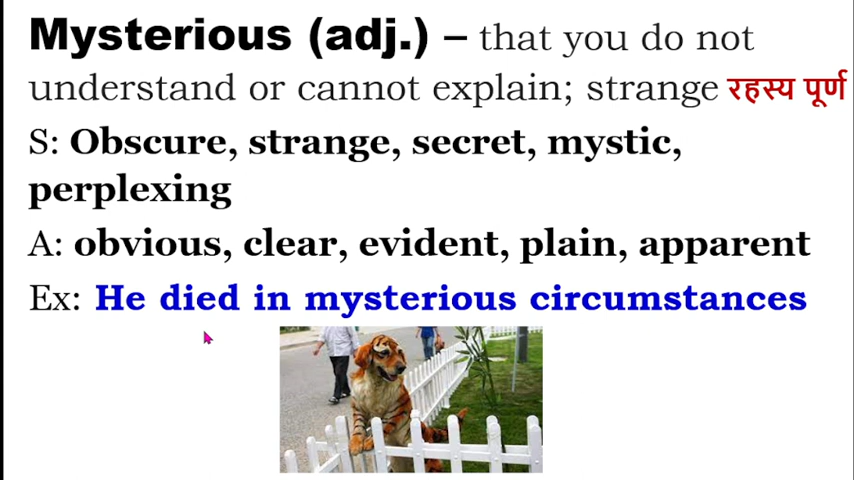 Mysterious (adj.) – that you do not
understand or cannot explain; strange रहस्य पूर्ण
S: Obscure, strange, secret, mystic,
perplexing
A: obvious, clear, evident, plain, apparent
Ex: He died in mysterious circumstances